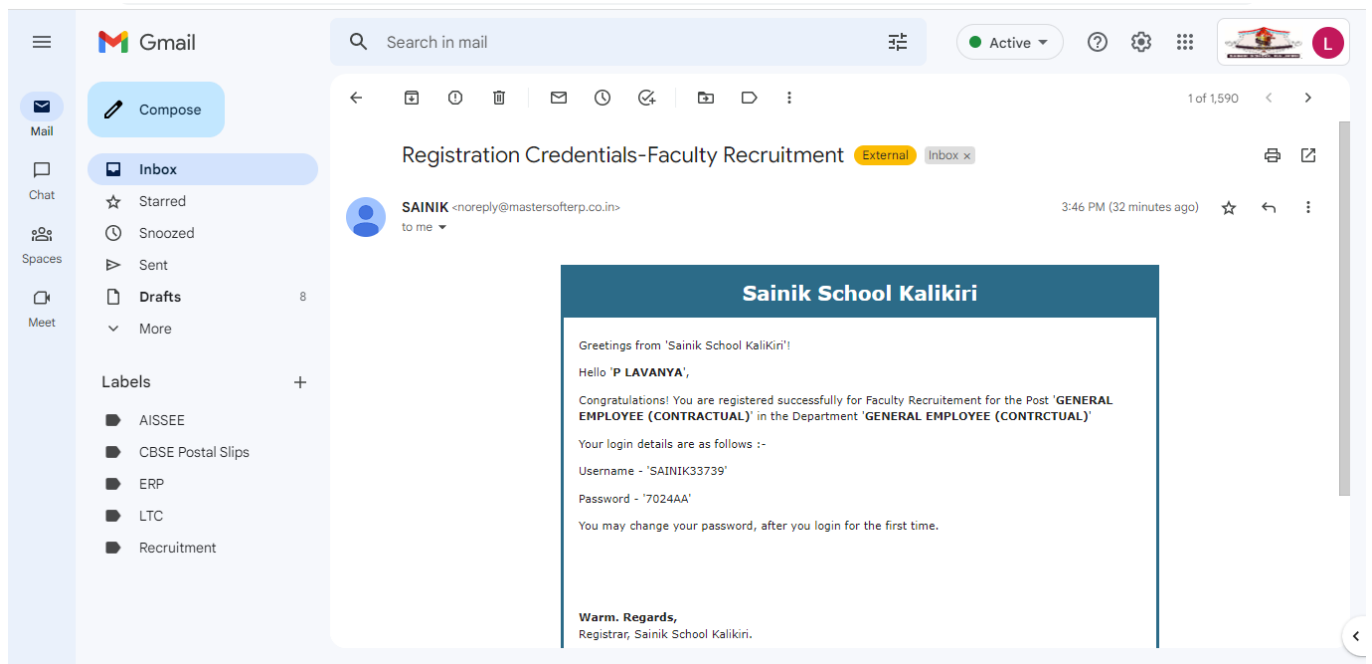 Gmail
Search in mail
Active
L
Compose
1 of 1,590
Mail
Registration Credentials-Faculty Recruitment External Inbox ×
Inbox
Chat
Starred
SAINIK <noreply@mastersofterp.co.in> 3:46 PM (32 minutes ago)
to me
Snoozed
Spaces
Sent
Drafts 8
Meet
More
Sainik School Kalikiri
Greetings from 'Sainik School KaliKiri'!
Hello 'P LAVANYA',
Labels +
Congratulations! You are registered successfully for Faculty Recruitement for the Post 'GENERAL
EMPLOYEE (CONTRACTUAL)' in the Department 'GENERAL EMPLOYEE (CONTRCTUAL)'
AISSEE
Your login details are as follows :-
CBSE Postal Slips
Username - 'SAINIK33739'
ERP
Password - '7024AA'
LTC
You may change your password, after you login for the first time.
Recruitment
Warm. Regards,
Registrar, Sainik School Kalikiri.